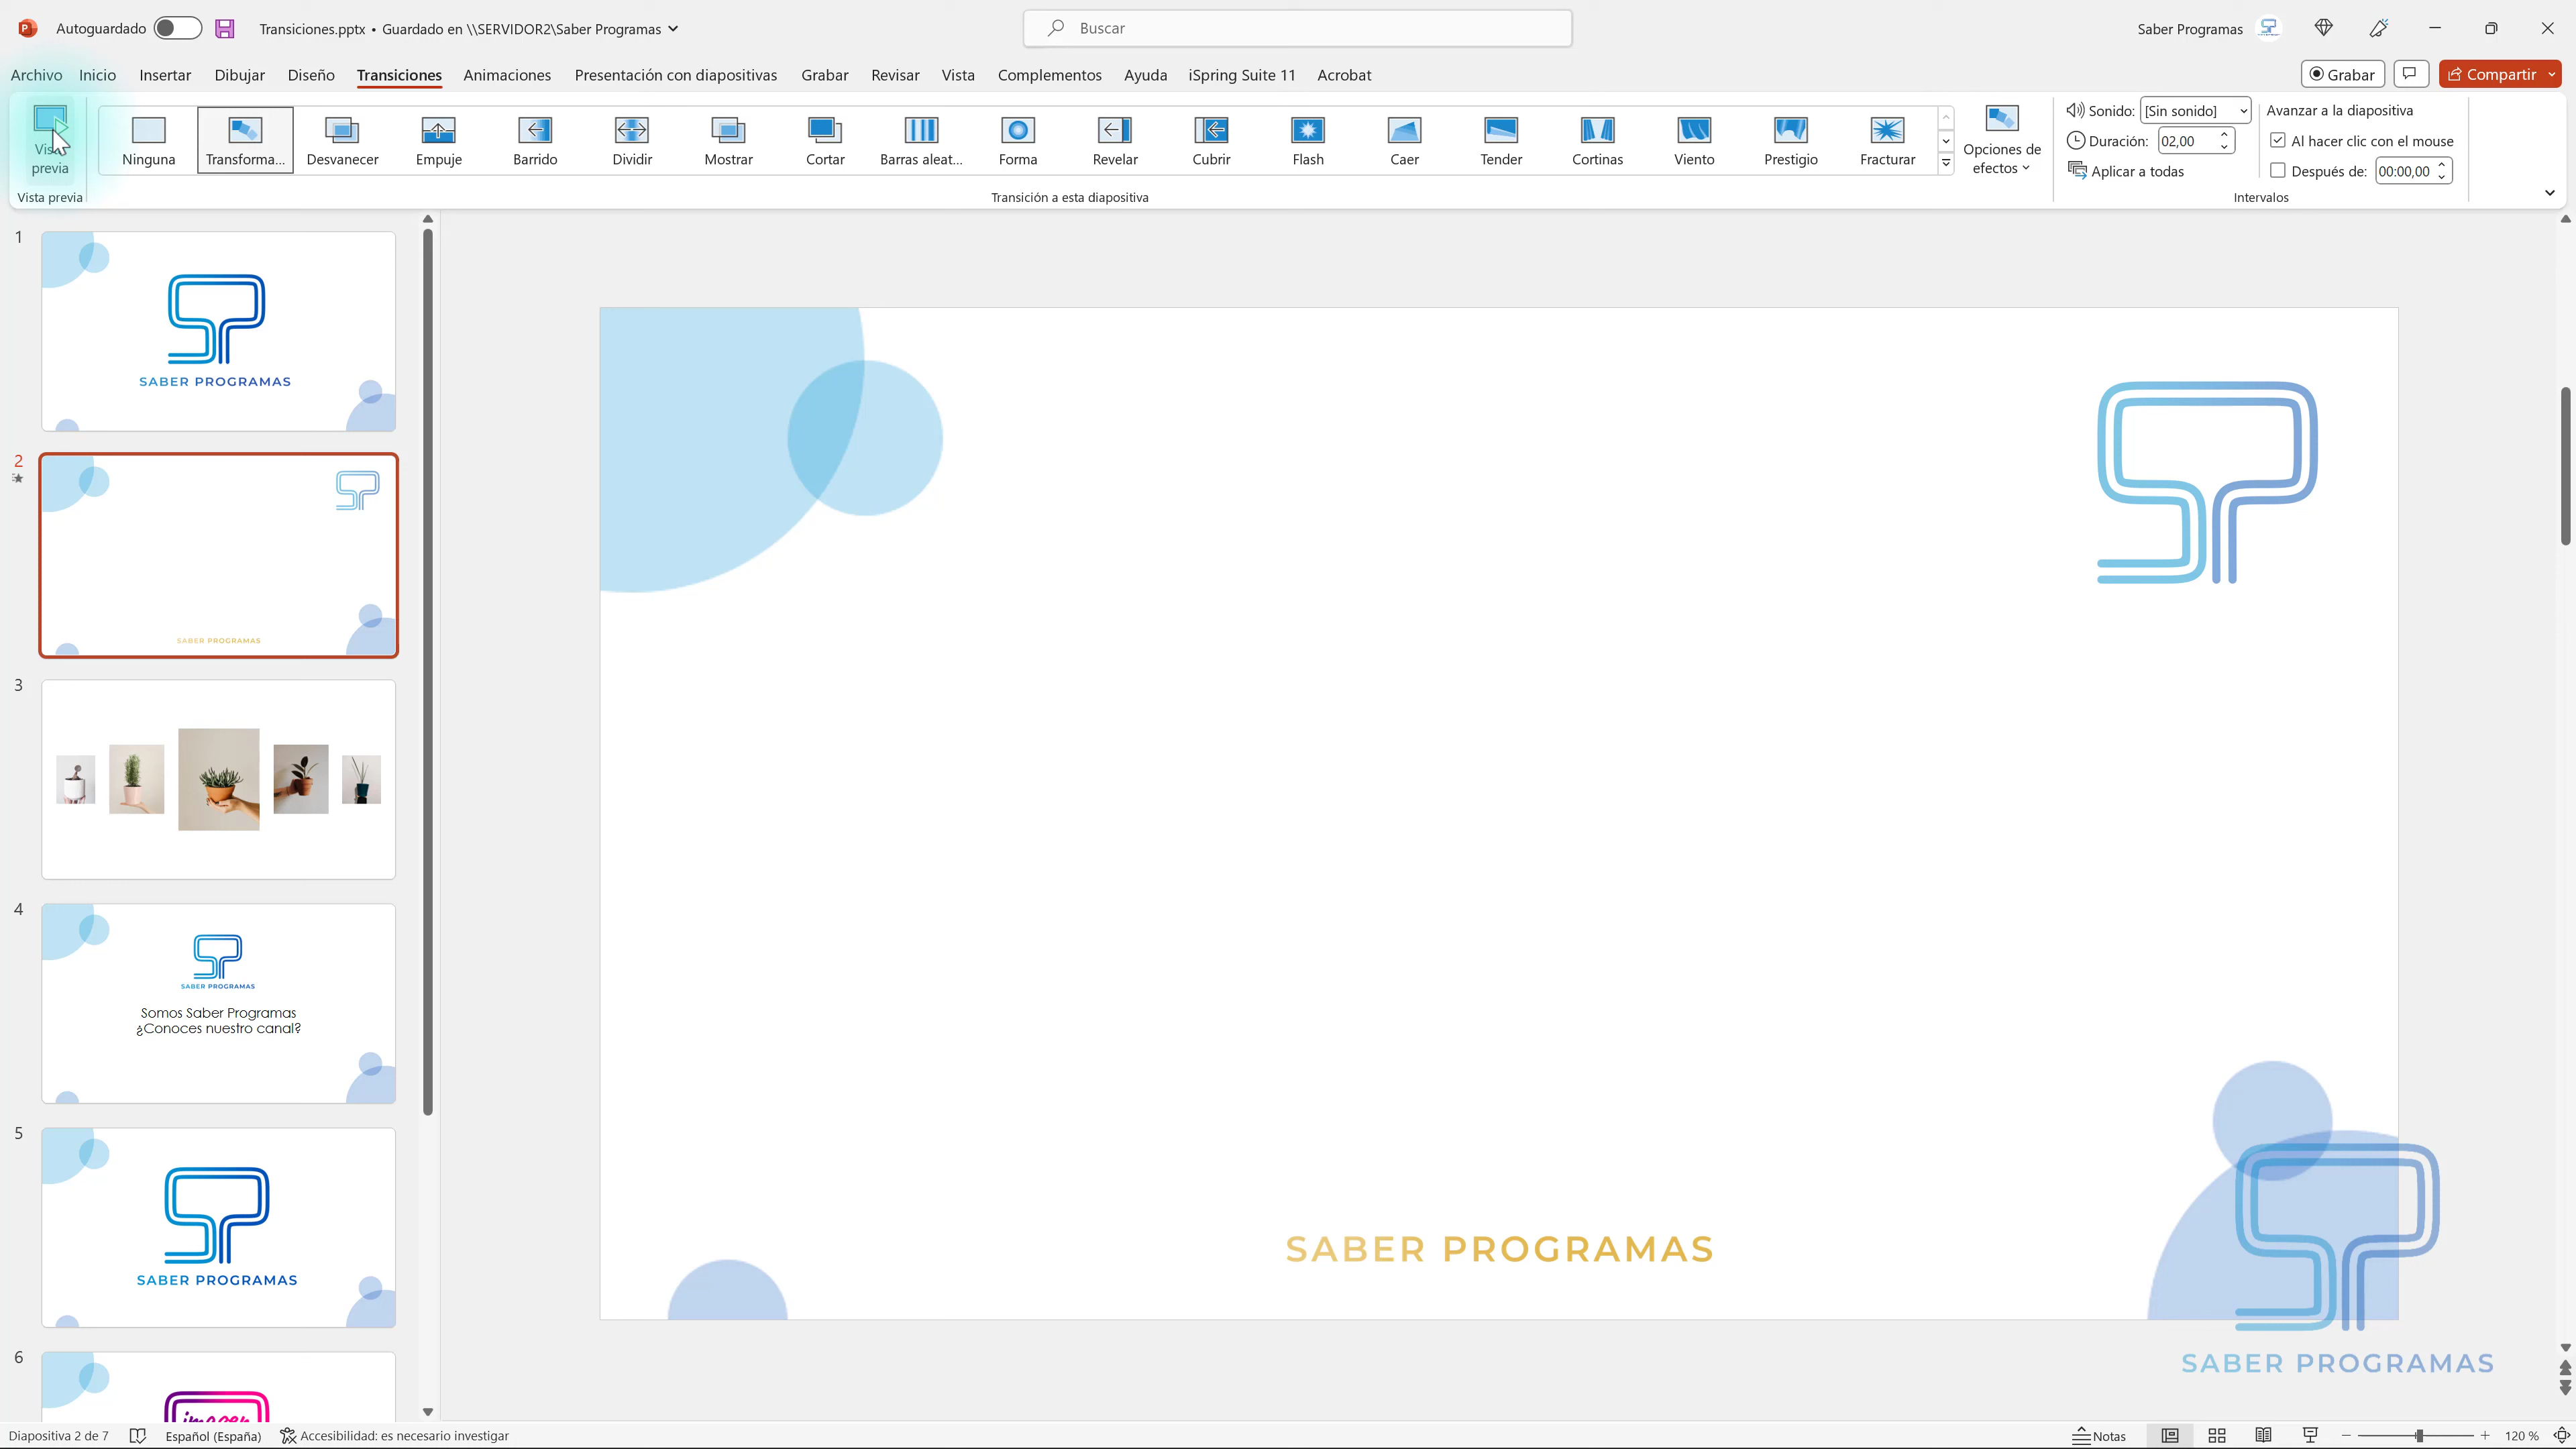 Autoguardado
Transiciones.pptx • Guardado en \\SERVIDOR2\Saber Programas
Buscar
Saber Programas
Archivo Inicio Insertar Dibujar Diseño Transiciones Animaciones Presentación con diapositivas Grabar Revisar Vista Complementos Ayuda iSpring Suite 11 Acrobat
Grabar
Compartir
previa
Vista previa
Ninguna Transforma... Desvanecer Empuje Barrido Dividir Mostrar Cortar Barras aleat... Forma Revelar Cubrir Flash Caer Tender Cortinas Viento Prestigio Fracturar
Transición a esta diapositiva
Opciones de
efectos
Sonido: [Sin sonido]
Duración: 02,00
Aplicar a todas
Avanzar a la diapositiva
Al hacer clic con el mouse
Después de: 00:00,00
Intervalos
1
SABER PROGRAMAS
2
SABER PROGRAMAS
3
4
SABER PROGRAMAS
Somos Saber Programas
¿Conoces nuestro canal?
5
SABER PROGRAMAS
6
SABER PROGRAMAS
SABER PROGRAMAS
Diapositiva 2 de 7
Español (España)
Accesibilidad: es necesario investigar
Notas
120 %